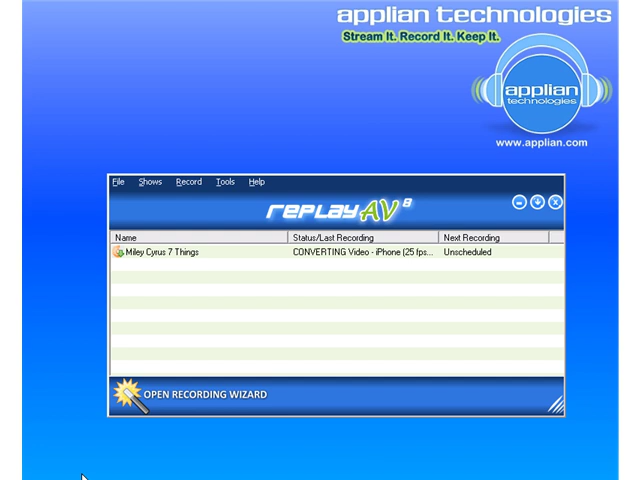 applian technologies
Stream It. Record It. Keep It.
applian
technologies
www.applian.com
File Shows Record Tools Help
replay AV 8
Name Status/Last Recording Next Recording
Miley Cyrus 7 Things CONVERTING Video - iPhone (25 fps... Unscheduled
OPEN RECORDING WIZARD